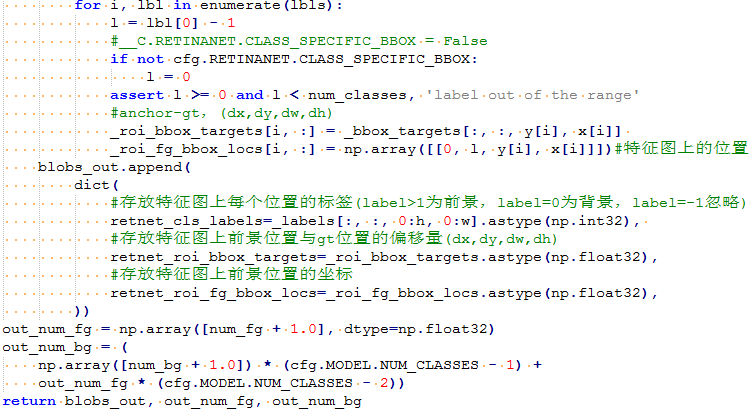 for i, lbl in enumerate(lbls):
l = lbl[0] - 1
#__C.RETINANET.CLASS_SPECIFIC_BBOX = False
if not cfg.RETINANET.CLASS_SPECIFIC_BBOX:
l = 0
assert l >= 0 and l < num_classes, 'label out of the range'
#anchor-gt, (dx,dy,dw,dh)
_roi_bbox_targets[i, :] = _bbox_targets[:, :, y[i], x[i]]
_roi_fg_bbox_locs[i, :] = np.array([[0, l, y[i], x[i]]])#特征图上的位置
blobs_out.append(
dict(
#存放特征图上每个位置的标签(label>1为前景, label=0为背景, label=-1忽略)
retnet_cls_labels=_labels[:, :, 0:h, 0:w].astype(np.int32),
#存放特征图上前景位置与gt位置的偏移量(dx,dy,dw,dh)
retnet_roi_bbox_targets=_roi_bbox_targets.astype(np.float32),
#存放特征图上前景位置的坐标
retnet_roi_fg_bbox_locs=_roi_fg_bbox_locs.astype(np.float32),
))
out_num_fg = np.array([num_fg + 1.0], dtype=np.float32)
out_num_bg = (
np.array([num_bg + 1.0]) * (cfg.MODEL.NUM_CLASSES - 1) +
out_num_fg * (cfg.MODEL.NUM_CLASSES - 2))
return blobs_out, out_num_fg, out_num_bg